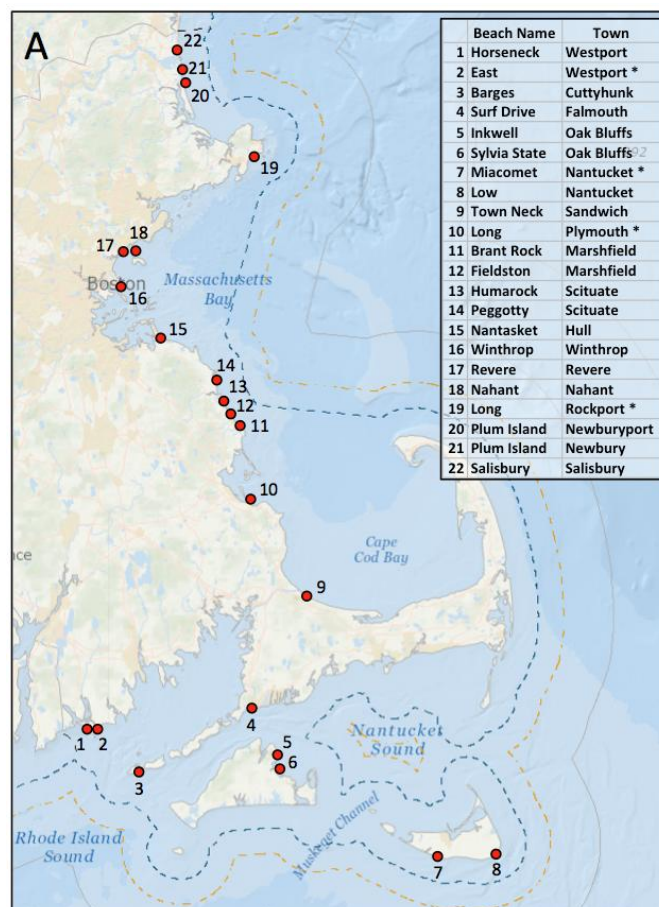 A
Beach Name Town
1 Horseneck Westport
2 East Westport *
3 Barges Cuttyhunk
4 Surf Drive Falmouth
5 Inkwell Oak Bluffs
6 Sylvia State Oak Bluffs
7 Miacomet Nantucket *
8 Low Nantucket
9 Town Neck Sandwich
10 Long Plymouth *
11 Brant Rock Marshfield
12 Fieldston Marshfield
13 Humarock Scituate
14 Peggotty Scituate
15 Nantasket Hull
16 Winthrop Winthrop
17 Revere Revere
18 Nahant Nahant
19 Long Rockport *
20 Plum Island Newburyport
21 Plum Island Newbury
22 Salisbury Salisbury
22
21
20
19
18
17
Boston
16
Massachusetts
Bay
15
14
13
12
11
10
Cape
Cod Bay
9
4
Nantucket
Sound
1
2
5
6
3
Muskeget Channel
Rhode Island
Sound
7
8